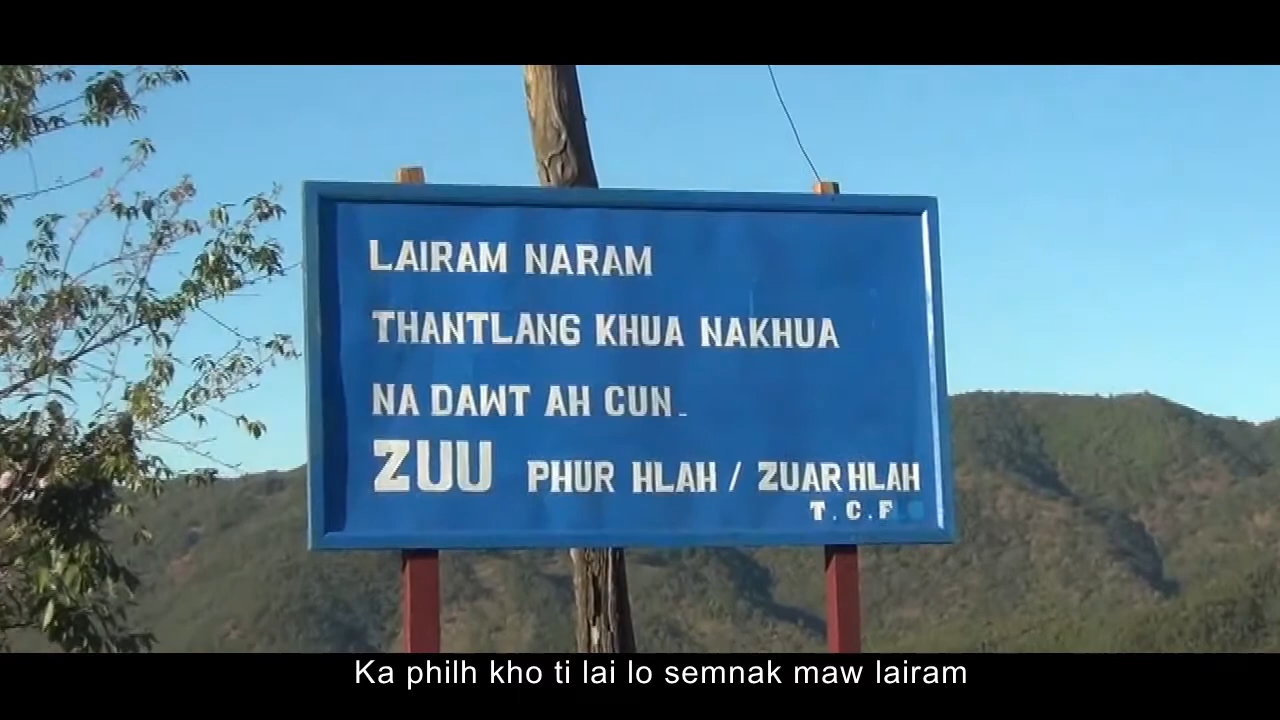 LAIRAM NARAM
THANTLANG KHUA NAKHUA
NA DAWT AH CUN
ZUU PHUR HLAH / ZUAR HLAH
T.C.F
Ka philh kho ti lai lo semnak maw lairam